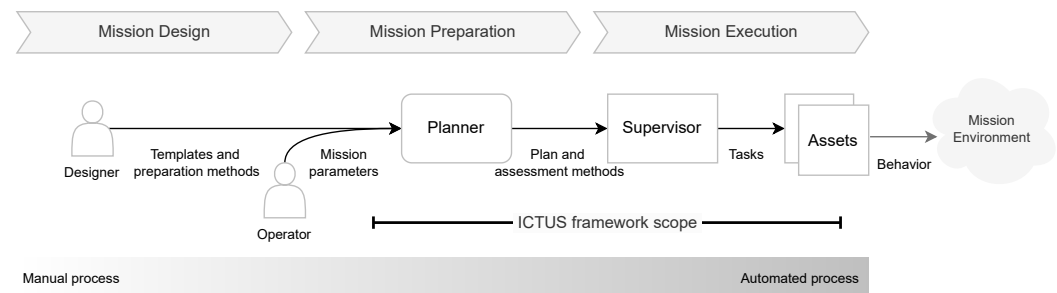 Mission Design
Mission Preparation
Mission Execution
Designer
Templates and
preparation methods
Operator
Mission
parameters
Planner
Plan and
assessment methods
Supervisor
Tasks
Assets
Behavior
Mission
Environment
ICTUS framework scope
Manual process
Automated process